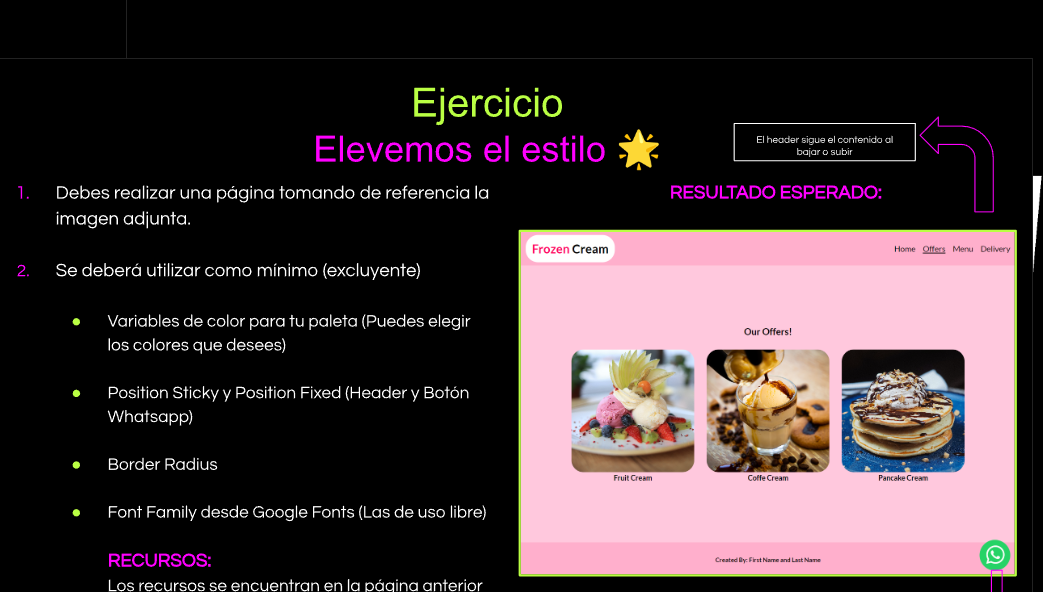 Ejercicio
Elevemos el estilo
El header sigue el contenido al
bajar o subir
1. Debes realizar una página tomando de referencia la
imagen adjunta.
2. Se deberá utilizar como mínimo (excluyente)
● Variables de color para tu paleta (Puedes elegir
los colores que desees)
● Position Sticky y Position Fixed (Header y Botón
Whatsapp)
● Border Radius
● Font Family desde Google Fonts (Las de uso libre)
RECURSOS:
Los recursos se encuentran en la página anterior
RESULTADO ESPERADO:
Frozen Cream
Home Offers Menu Delivery
Our Offers!
Fruit Cream
Coffe Cream
Pancake Cream
Created By: First Name and Last Name